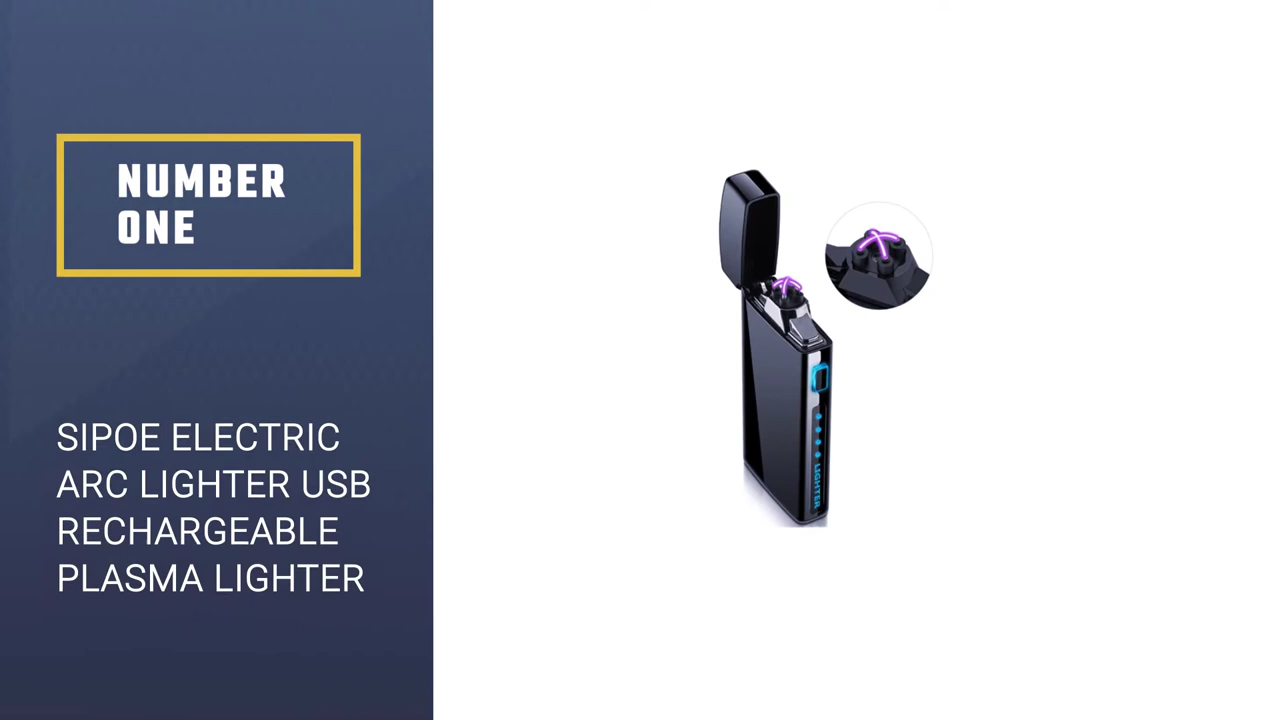 NUMBER
ONE
SIPOE ELECTRIC
ARC LIGHTER USB
RECHARGEABLE
PLASMA LIGHTER
LIGHTER